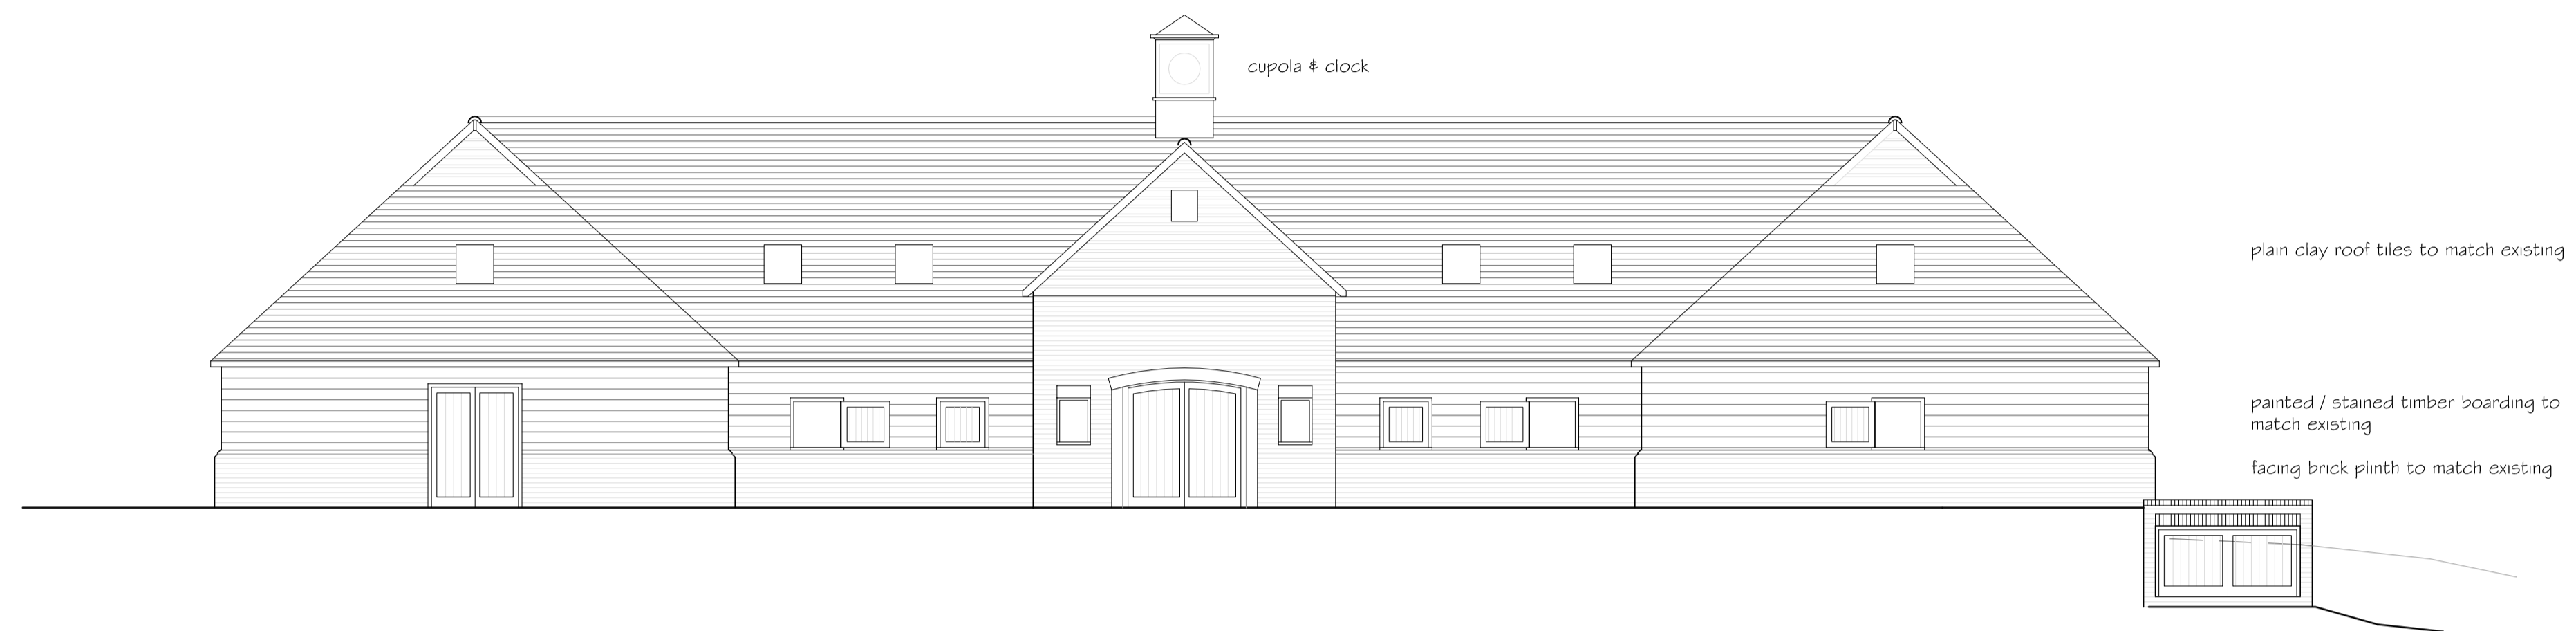 cupola & clock
plain clay roof tiles to match existing
painted / stained timber boarding to
match existing
facing brick plinth to match existing